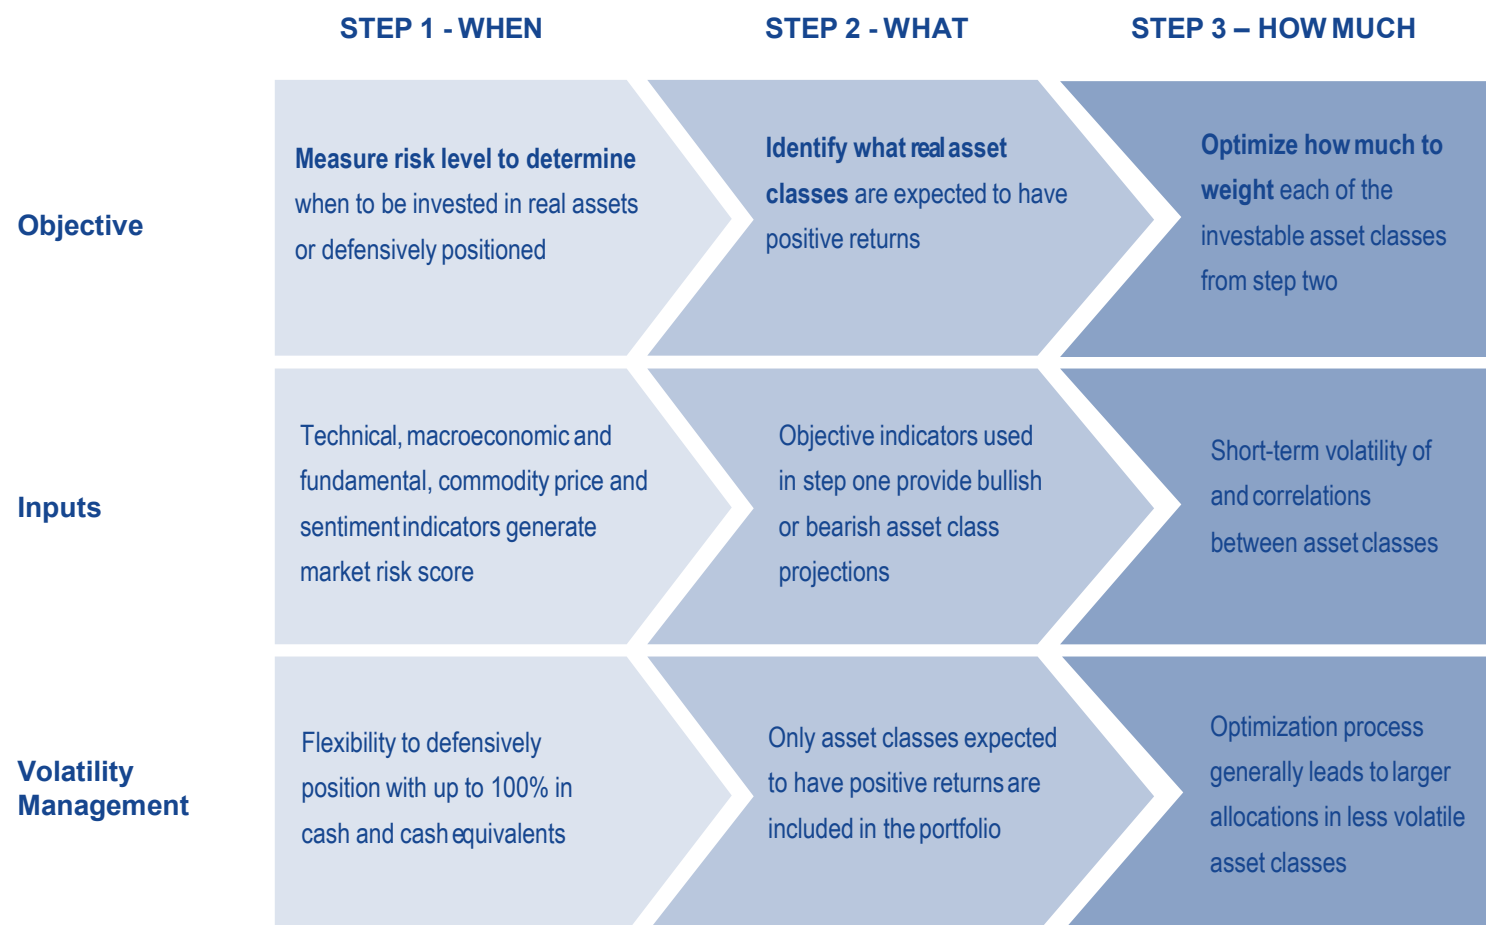 STEP 1 - WHEN
STEP 2 - WHAT
STEP 3 – HOW MUCH
Objective
Measure risk level to determine
when to be invested in real assets
or defensively positioned
Identify what real asset
classes are expected to have
positive returns
Optimize how much to
weight each of the
investable asset classes
from step two
Inputs
Technical, macroeconomic and
fundamental, commodity price and
sentiment indicators generate
market risk score
Objective indicators used
in step one provide bullish
or bearish asset class
projections
Short-term volatility of
and correlations
between asset classes
Volatility
Management
Flexibility to defensively
position with up to 100% in
cash and cash equivalents
Only asset classes expected
to have positive returns are
included in the portfolio
Optimization process
generally leads to larger
allocations in less volatile
asset classes